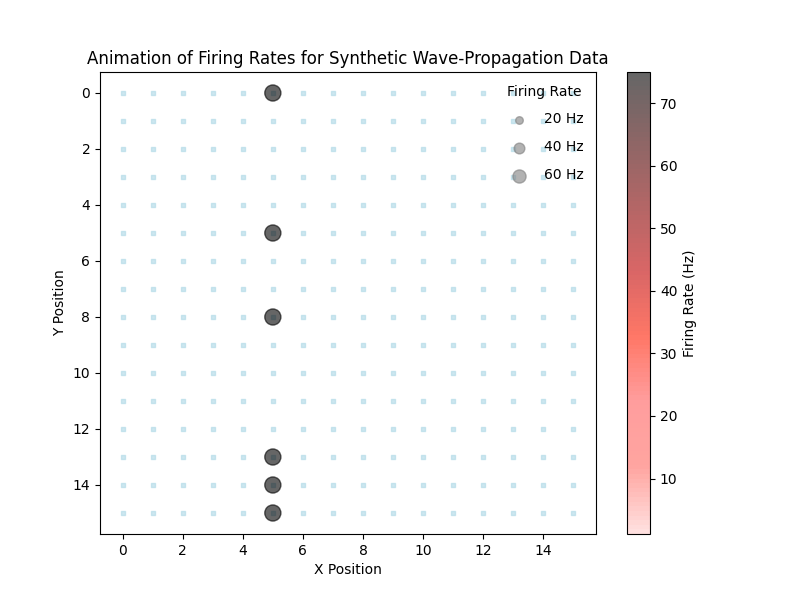 Animation of Firing Rates for Synthetic Wave-Propagation Data
Firing Rate
20 Hz
40 Hz
60 Hz
0
2
4
6
8
10
12
14
Y Position
0 2 4 6 8 10 12 14
X Position
70
60
50
40
30
20
10
Firing Rate (Hz)